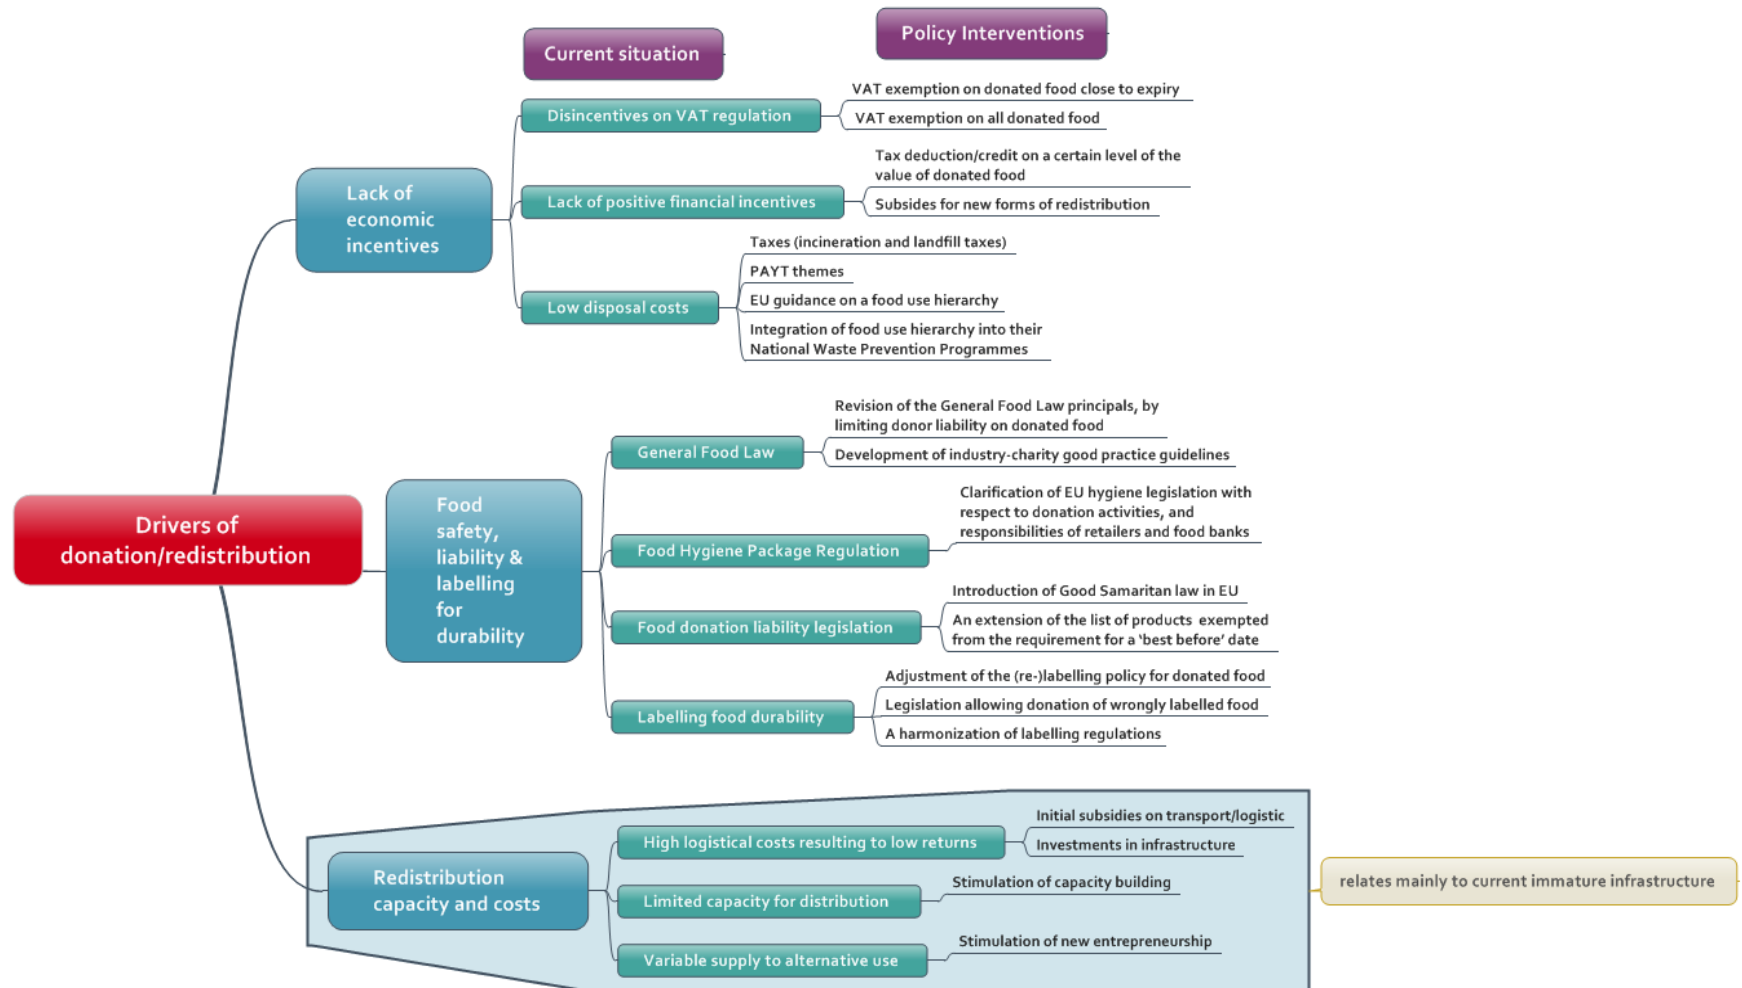 Current situation
Policy Interventions
Drivers of
donation/redistribution
Lack of
economic
incentives
Disincentives on VAT regulation
VAT exemption on donated food close to expiry
VAT exemption on all donated food
Lack of positive financial incentives
Tax deduction/credit on a certain level of the
value of donated food
Subsides for new forms of redistribution
Low disposal costs
Taxes (incineration and landfill taxes)
PAYT themes
EU guidance on a food use hierarchy
Integration of food use hierarchy into their
National Waste Prevention Programmes
Food
safety,
liability &
labelling
for
durability
General Food Law
Revision of the General Food Law principals, by
limiting donor liability on donated food
Development of industry-charity good practice guidelines
Food Hygiene Package Regulation
Clarification of EU hygiene legislation with
respect to donation activities, and
responsibilities of retailers and food banks
Food donation liability legislation
Introduction of Good Samaritan law in EU
An extension of the list of products exempted
from the requirement for a ‘best before’ date
Labelling food durability
Adjustment of the (re-)labelling policy for donated food
Legislation allowing donation of wrongly labelled food
A harmonization of labelling regulations
Redistribution
capacity and costs
High logistical costs resulting to low returns
Initial subsidies on transport/logistic
Investments in infrastructure
Limited capacity for distribution
Stimulation of capacity building
Variable supply to alternative use
Stimulation of new entrepreneurship
relates mainly to current immature infrastructure